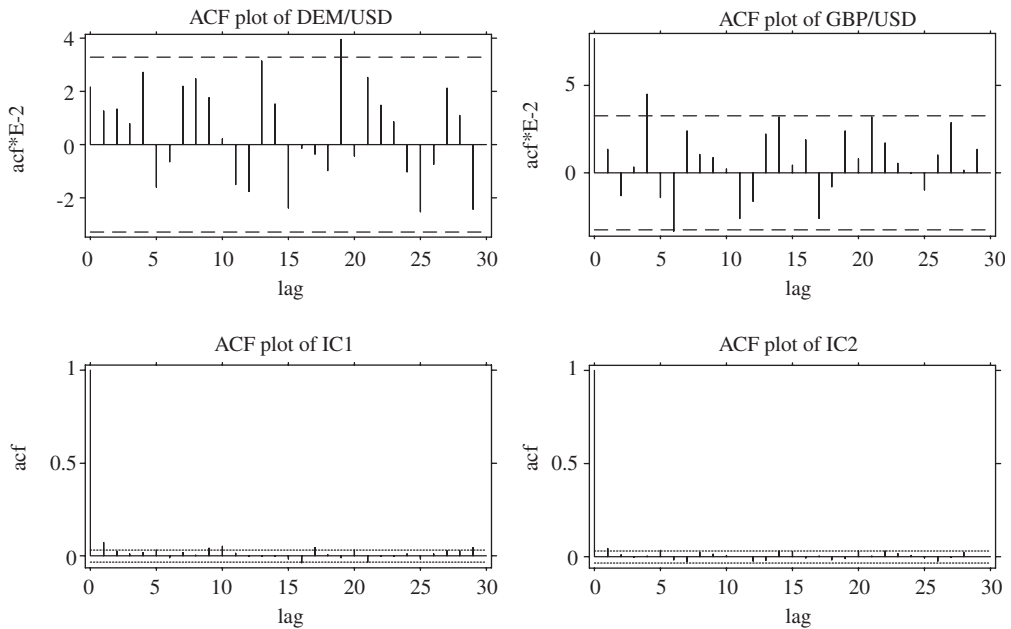 ACF plot of DEM/USD
acf*E-2
4
2
0
-2
0 5 10 15 20 25 30
lag
ACF plot of GBP/USD
acf*E-2
5
0
0 5 10 15 20 25 30
lag
ACF plot of IC1
acf
1
0.5
0
0 5 10 15 20 25 30
lag
ACF plot of IC2
acf
1
0.5
0
0 5 10 15 20 25 30
lag